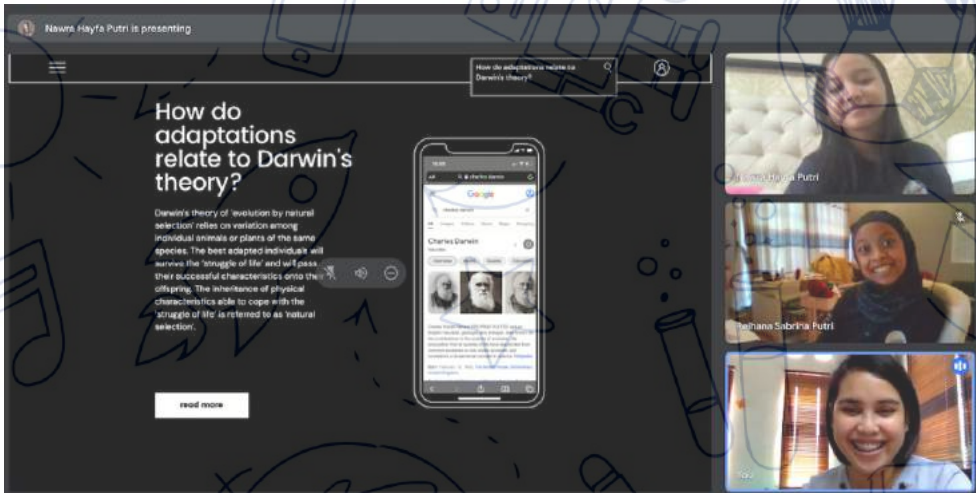 Nawra Hayfa Putri is presenting
How do adaptations relate to
Darwin's theory?
How do
adaptations
relate to Darwin's
theory?
Darwin's theory of 'evolution by natural
selection' relies on variation among
individual animals or plants of the same
species. The best adapted individuals will
survive the 'struggle of life' and will pass
their successful characteristics onto the
offspring. The inheritance of physical
characteristics able to cope with the
'struggle of life' is referred to as 'natural
selection'.
read more
charles darwin
Google
Charles Darwin
Hayfa Putri
Raihana Sabrina Putri